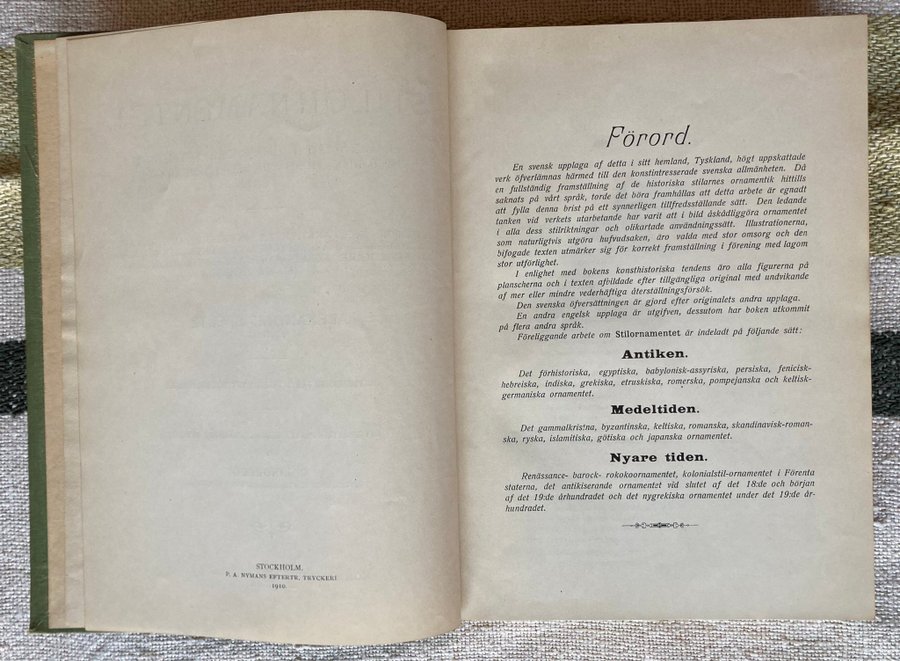 STOCKHOLM.
P. A. NYMANS EFTERTR. TRYCKERI
1910.
Förord.
En svensk upplaga af detta i sitt hemland, Tyskland, högt uppskattade
verk öfverlämnas härmed till den konstintresserade svenska allmänheten. Då
en fullständig framställning af de historiska stilarnes ornamentik hittills
saknats på vårt språk, torde det böra framhållas att detta arbete är egnadt
att fylla denna brist på ett synnerligen tillfredsställande sätt. Den ledande
tanken vid verkets utarbetande har varit att i bild åskådliggöra ornamentet
i alla dess stilriktningar och olikartade användningssätt. Illustrationerna,
som naturligtvis utgöra hufvudsaken, äro valda med stor omsorg och den
bifogade texten utmärker sig för korrekt framställning i förening med lagom
stor utförlighet.
I enlighet med bokens konsthistoriska tendens äro alla figurerna på
planscherna och i texten afbildade efter tillgängliga original med undvikande
af mer eller mindre vederhäftiga återställningsförsök.
Den svenska öfversättningen är gjord efter originalets andra upplaga.
En andra engelsk upplaga är utgifven, dessutom har boken utkommit
på flera andra språk.
Föreliggande arbete om Stilornamentet är indeladt på följande sätt:
Antiken.
Det förhistoriska, egyptiska, babylonisk-assyriska, persiska, fenicisk-
hebreiska, indiska, grekiska, etruskiska, romerska, pompejanska och keltisk-
germaniska ornamentet.
Medeltiden.
Det gammalkristna, byzantinska, keltiska, romanska, skandinavisk-roman-
ska, ryska, islamitiska, götiska och japanska ornamentet.
Nyare tiden.
Renässance- barock- rokokoornamentet, kolonialstil-ornamentet i Förenta
staterna, det antikiserande ornamentet vid slutet af det 18:de och början
af det 19:de århundradet och det nygrekiska ornamentet under det 19:de år-
hundradet.